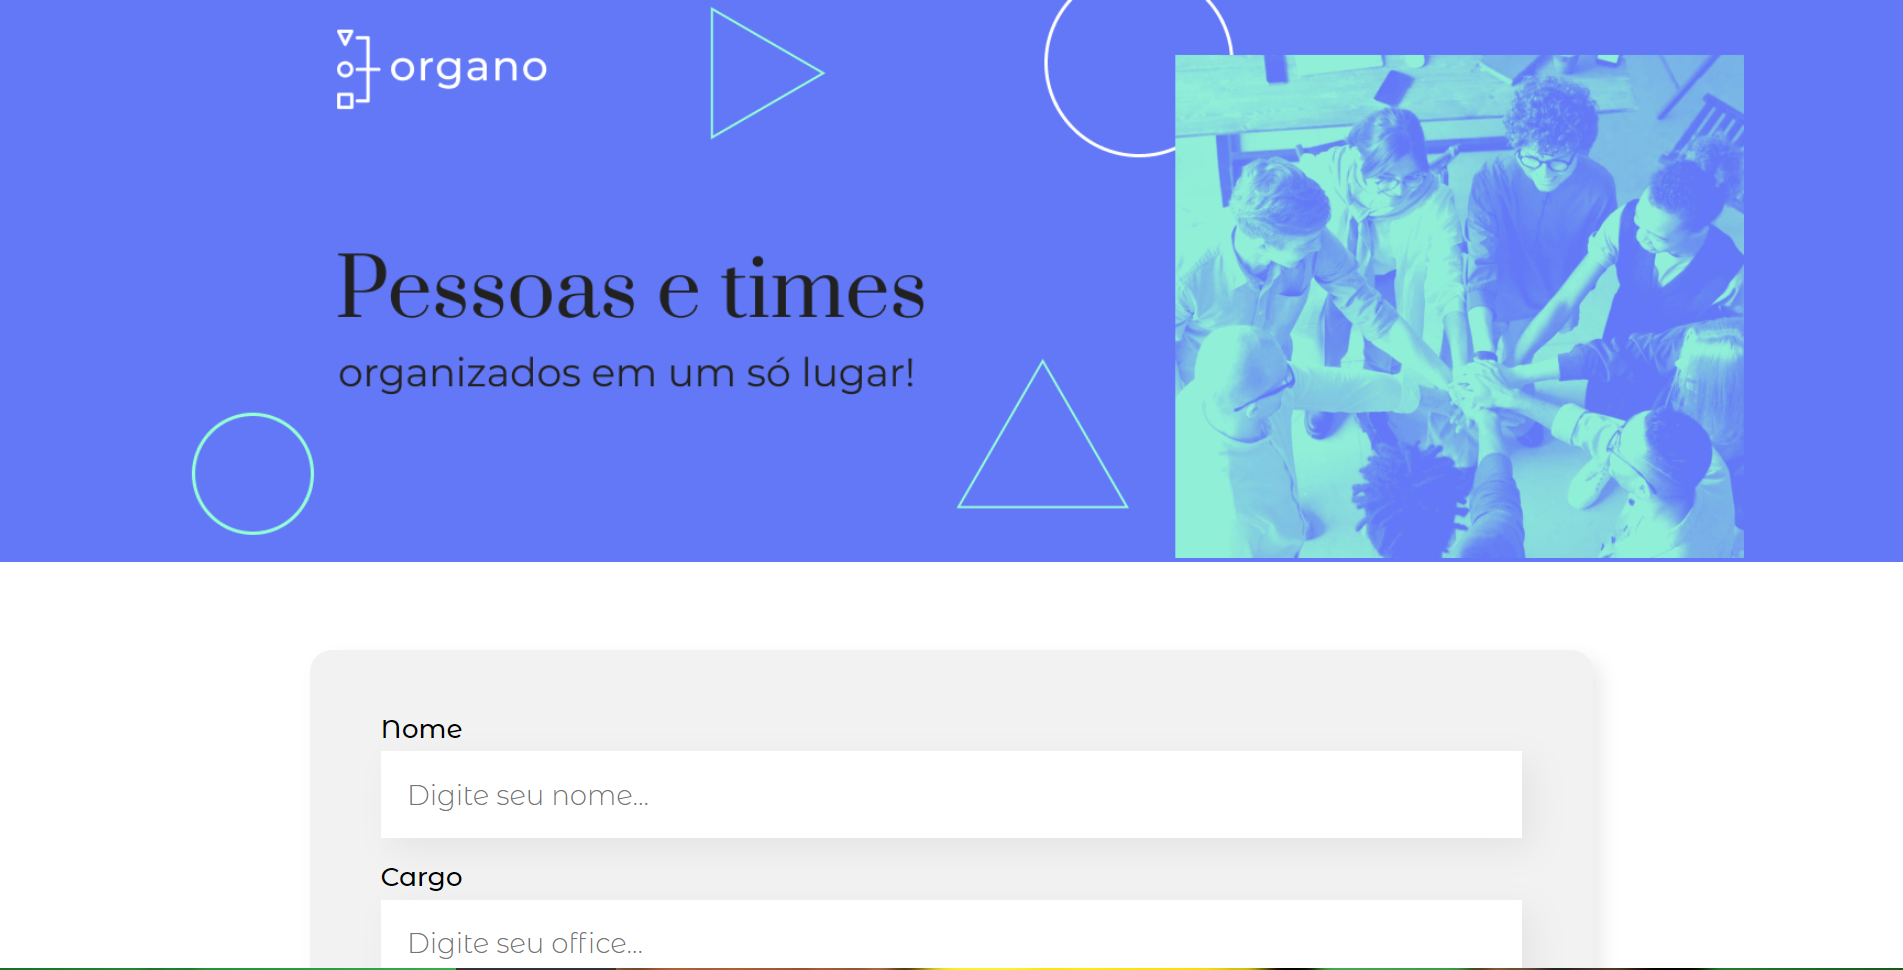 organo
Pessoas e times
organizados em um só lugar!
Nome
Digite seu nome...
Cargo
Digite seu office...